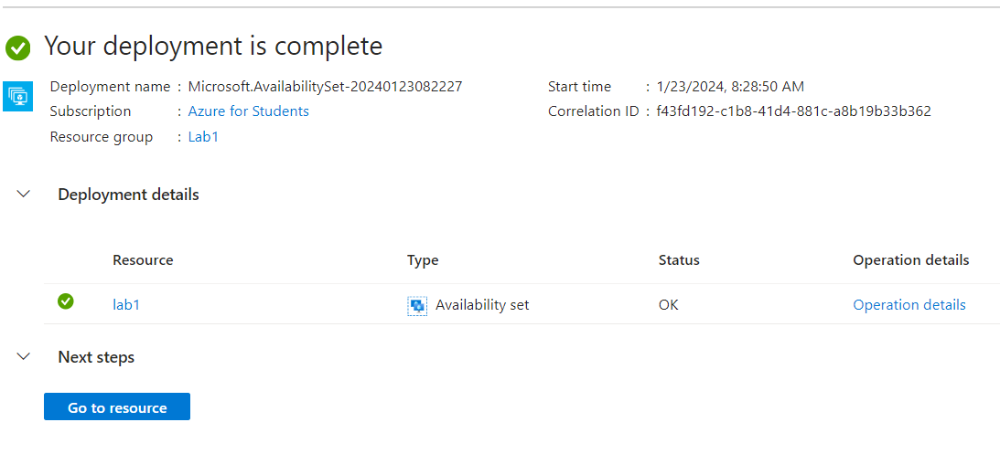 Your deployment is complete
Deployment name : Microsoft.AvailabilitySet-20240123082227
Subscription : Azure for Students
Resource group : Lab1
Start time : 1/23/2024, 8:28:50 AM
Correlation ID : f43fd192-c1b8-41d4-881c-a8b19b33b362
Deployment details
Resource Type Status Operation details
lab1 Availability set OK Operation details
Next steps
Go to resource